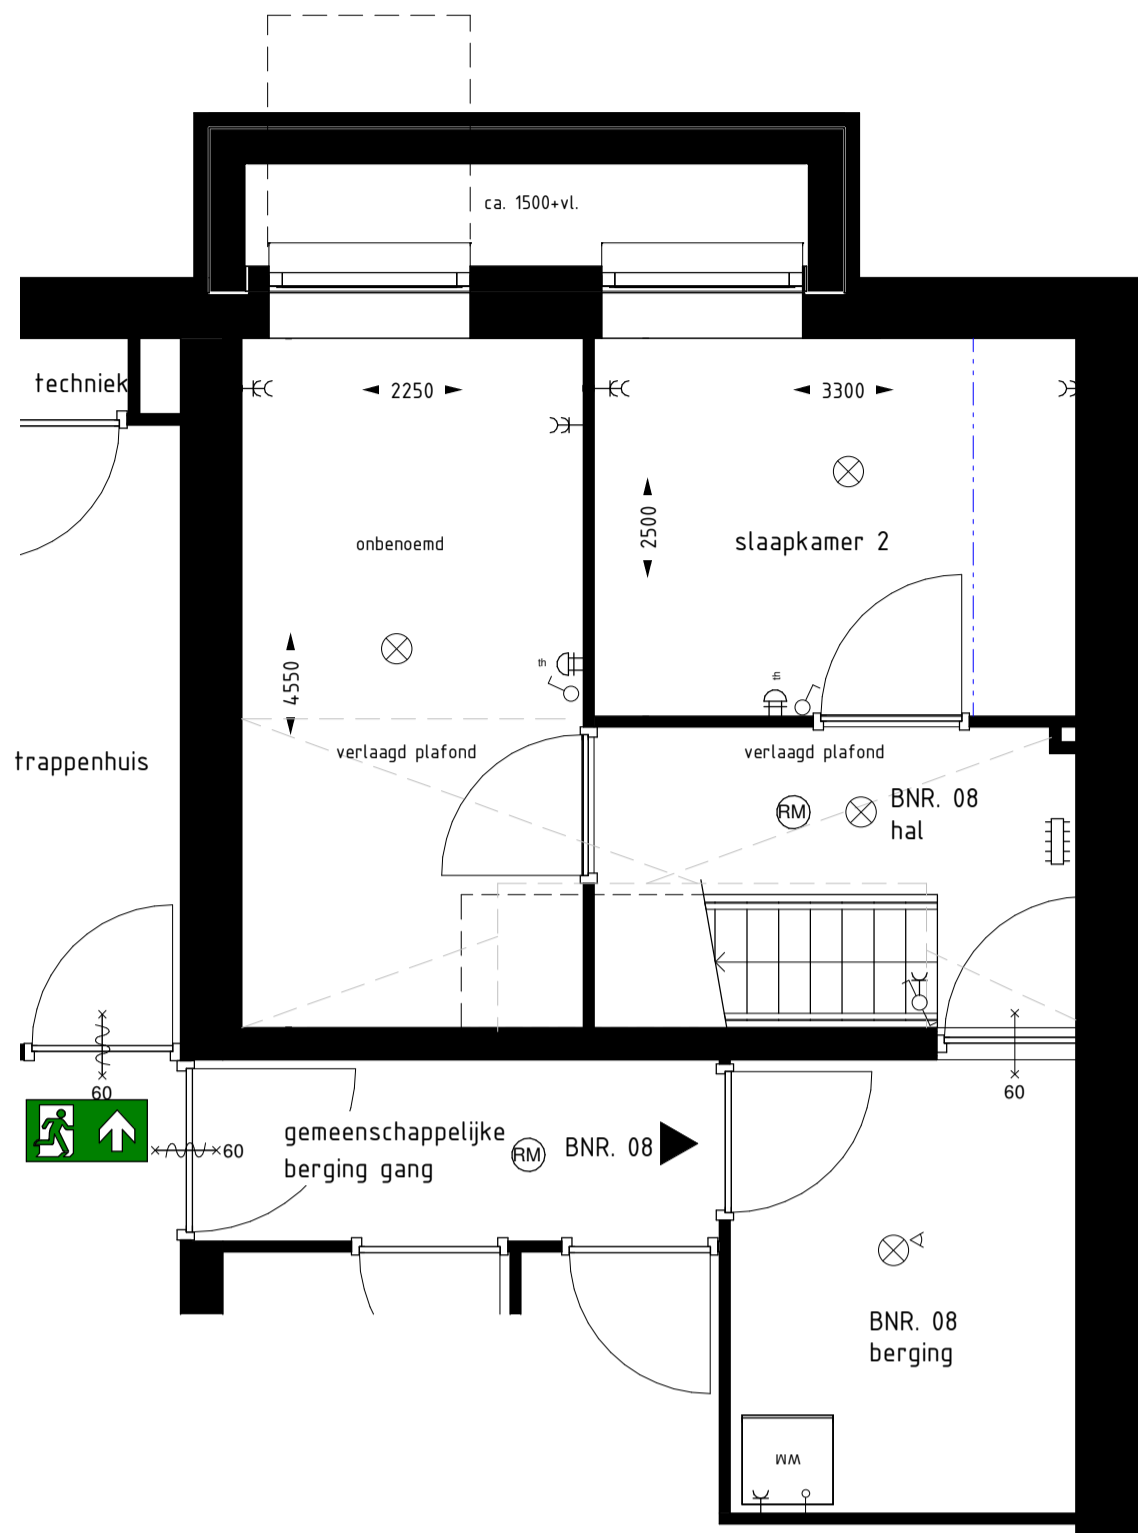 ca. 1500+vl.
techniek
2250
3300
2500
onbenoemd
slaapkamer 2
th
4550
th
trappenhuis
verlaagd plafond
verlaagd plafond
RM
BNR. 08
hal
60
60
60
gemeenschappelijke
berging gang
RM
BNR. 08
BNR. 08
berging
WM